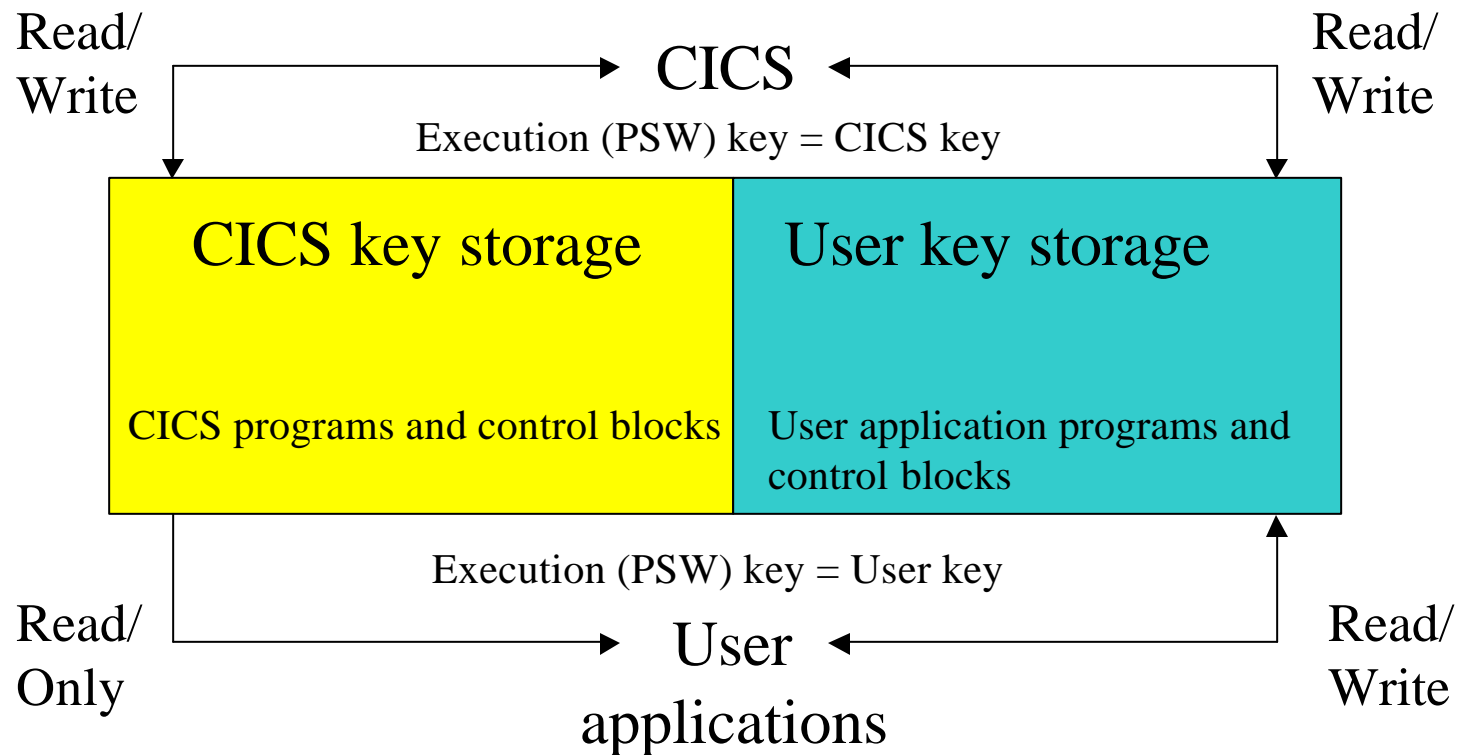 Read/
Write
CICS
Read/
Write
Execution (PSW) key = CICS key
CICS key storage
User key storage
CICS programs and control blocks
User application programs and
control blocks
Execution (PSW) key = User key
Read/
Only
User
applications
Read/
Write